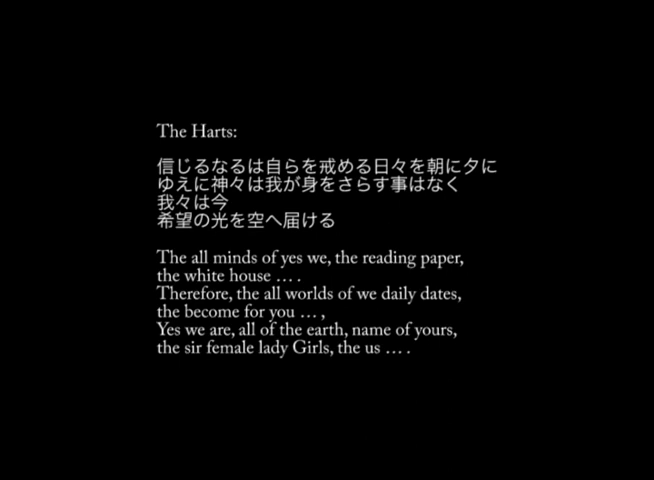 The Harts:
信じるなるは自らを戒める日々を朝に夕に
ゆえに神々は我が身をさらす事はなく
我々は今
希望の光を空へ届ける
The all minds of yes we, the reading paper,
the white house ... .
Therefore, the all worlds of we daily dates,
the become for you ... ,
Yes we are, all of the earth, name of yours,
the sir female lady Girls, the us ... .